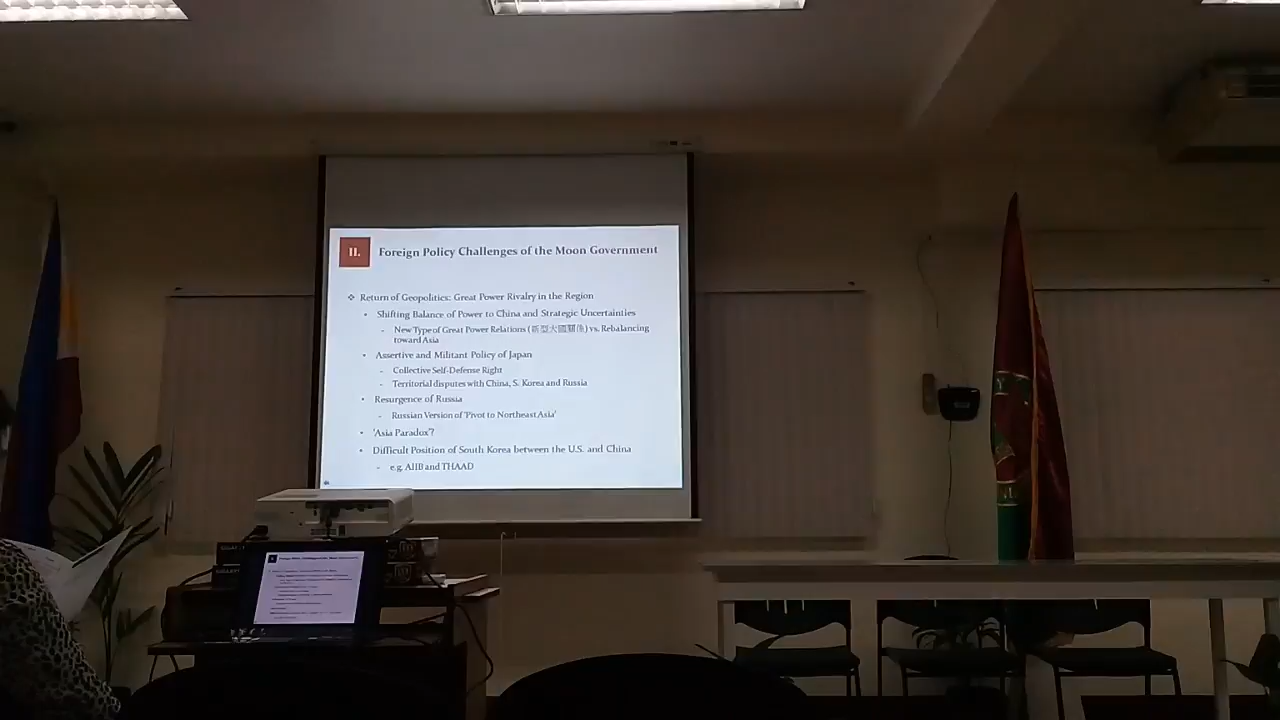 II. Foreign Policy Challenges of the Moon Government
❖ Return of Geopolitics: Great Power Rivalry in the Region
• Shifting Balance of Power to China and Strategic Uncertainties
- New Type of Great Power Relations (新型大國關係) vs. Rebalancing
toward Asia
• Assertive and Militant Policy of Japan
- Collective Self-Defense Right
- Territorial disputes with China, S. Korea and Russia
• Resurgence of Russia
- Russian Version of 'Pivot to Northeast Asia'
• 'Asia Paradox'?
• Difficult Position of South Korea between the U.S. and China
- e.g. AIIB and THAAD